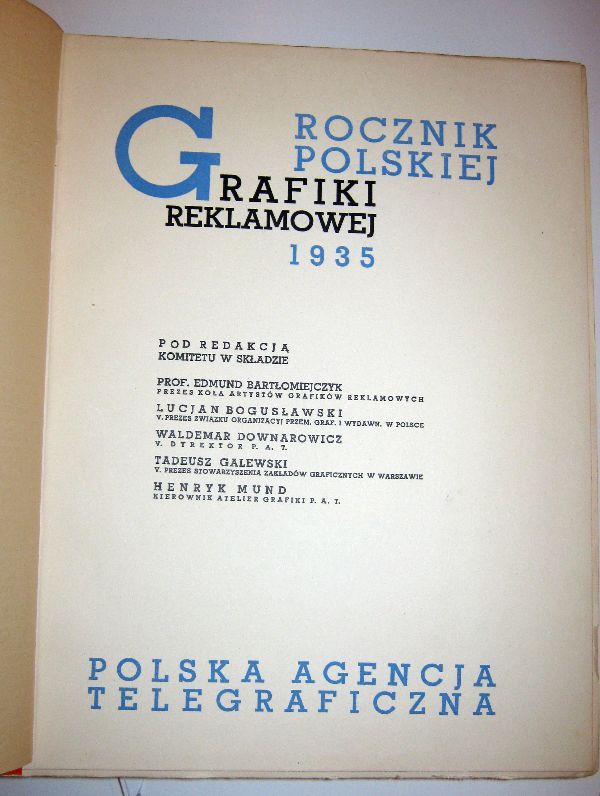 ROCZNIK
POLSKIEJ
GRAFIKI
REKLAMOWEJ
1935
POD REDAKCJĄ
KOMITETU W SKŁADZIE
PROF. EDMUND BARTŁOMIEJCZYK
PREZES KOŁA ARTYSTÓW GRAFIKÓW REKLAMOWYCH
LUCJAN BOGUSŁAWSKI
V. PREZES ZWIĄZKU ORGANIZACYJ PRZEM. GRAF. I WYDAWN. W POLSCE
WALDEMAR DOWNAROWICZ
V. DYREKTOR P. A. T.
TADEUSZ GALEWSKI
V. PREZES STOWARZYSZENIA ZAKŁADÓW GRAFICZNYCH W WARSZAWIE
HENRYK MUND
KIEROWNIK ATELIER GRAFIKI P. A. T.
POLSKA AGENCJA
TELEGRAFICZNA